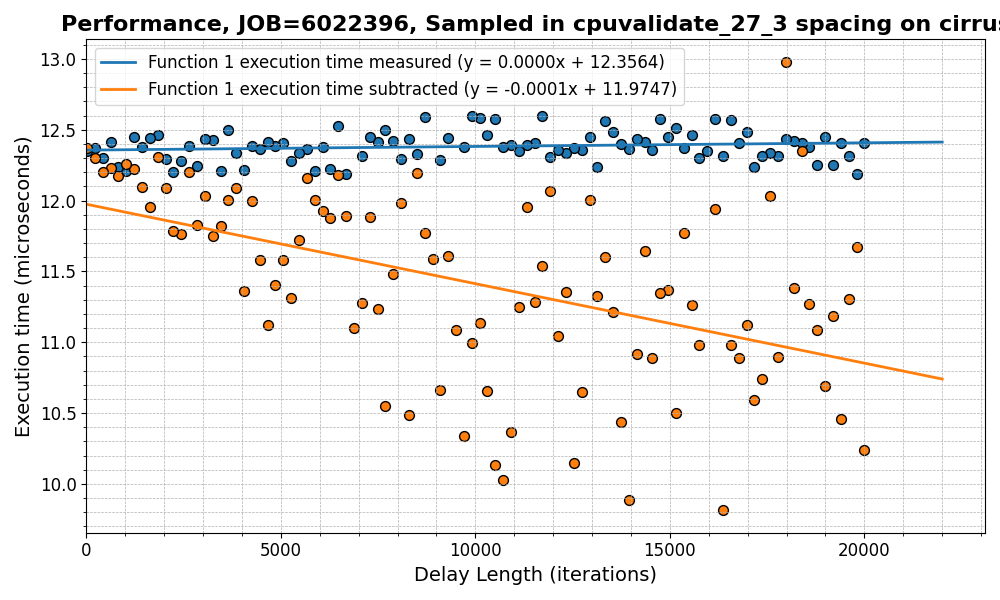 Performance, JOB=6022396, Sampled in cpuvalidate_27_3 spacing on cirrus
Function 1 execution time measured (y = 0.0000x + 12.3564)
Function 1 execution time subtracted (y = -0.0001x + 11.9747)
Execution time (microseconds)
13.0
12.5
12.0
11.5
11.0
10.5
10.0
0
5000
10000
15000
20000
Delay Length (iterations)